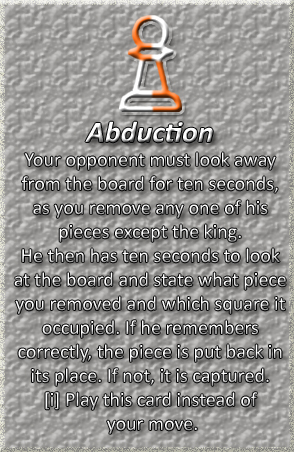 Abduction
Your opponent must look away
from the board for ten seconds,
as you remove any one of his
pieces except the king.
He then has ten seconds to look
at the board and state what piece
you removed and which square it
occupied. If he remembers
correctly, the piece is put back in
its place. If not, it is captured.
[i] Play this card instead of
your move.